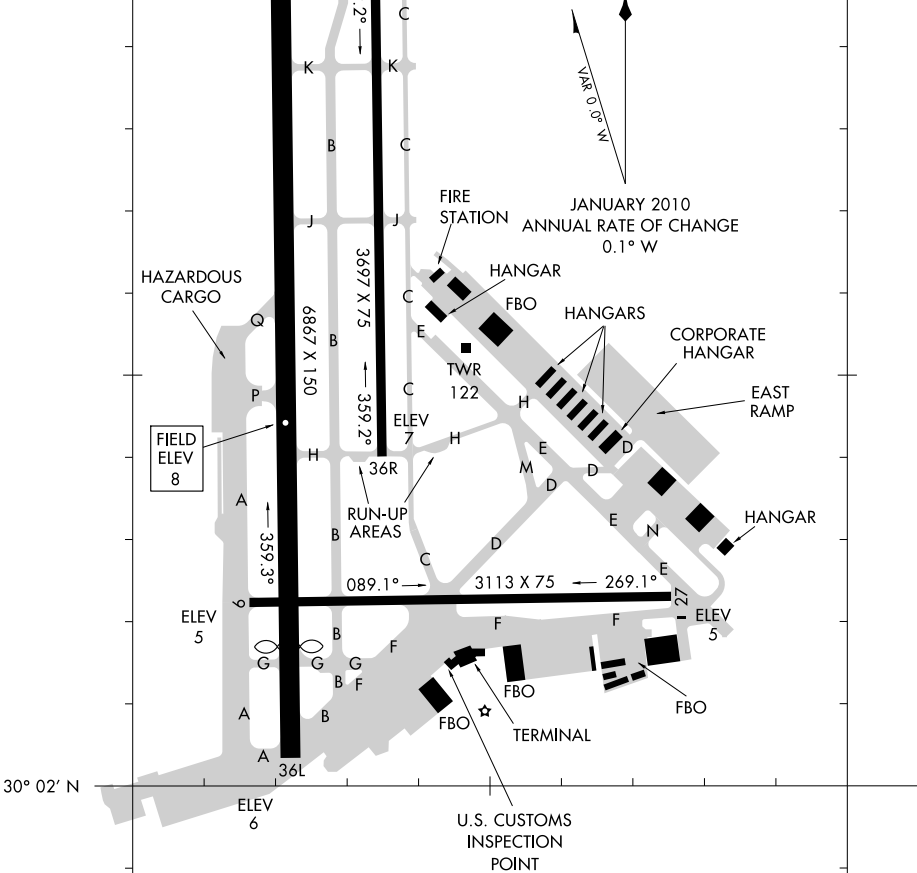 .2°
C
K
K
VAR 0.0° W
B
C
FIRE
STATION
JANUARY 2010
ANNUAL RATE OF CHANGE
0.1° W
J
J
HAZARDOUS
CARGO
HANGAR
FBO
3697 X 75
C
6867 X 150
HANGARS
Q
E
CORPORATE
HANGAR
B
TWR
122
P
C
359.2°
H
EAST
RAMP
ELEV
7
FIELD
ELEV
8
H
H
E
D
36R
M
D
D
A
RUN-UP
AREAS
E
N
HANGAR
359.3°
B
D
C
E
089.1°
3113 X 75
269.1°
9
27
ELEV
5
ELEV
5
F
F
B
F
G
G
G
B
F
FBO
FBO
FBO
A
B
TERMINAL
A
36L
30° 02' N
ELEV
6
U.S. CUSTOMS
INSPECTION
POINT